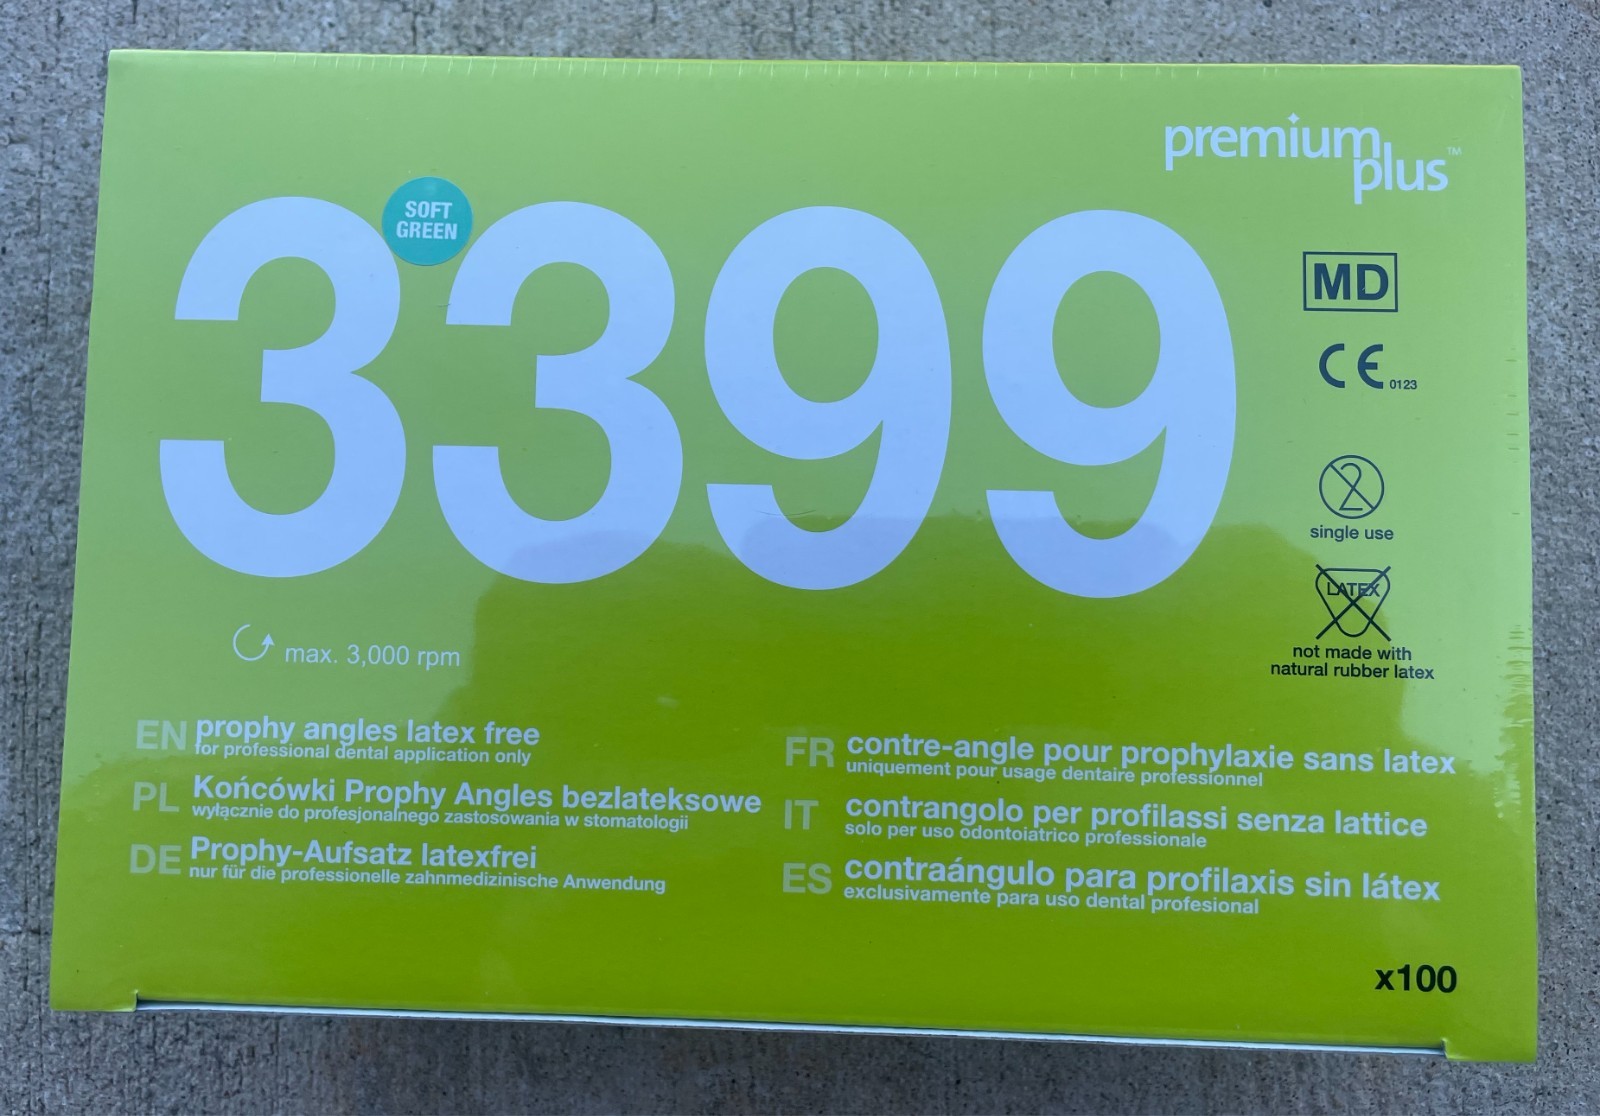 premium
plus™
SOFT
GREEN
3399
MD
CE 0123
2
single use
LATEX
not made with
natural rubber latex
max. 3,000 rpm
EN prophy angles latex free
for professional dental application only
PL Końcówki Prophy Angles bezlateksowe
wyłącznie do profesjonalnego zastosowania w stomatologii
DE Prophy-Aufsatz latexfrei
nur für die professionelle zahnmedizinische Anwendung
FR contre-angle pour prophylaxie sans latex
uniquement pour usage dentaire professionnel
IT contrangolo per profilassi senza lattice
solo per uso odontoiatrico professionale
ES contraángulo para profilaxis sin látex
exclusivamente para uso dental profesional
x100